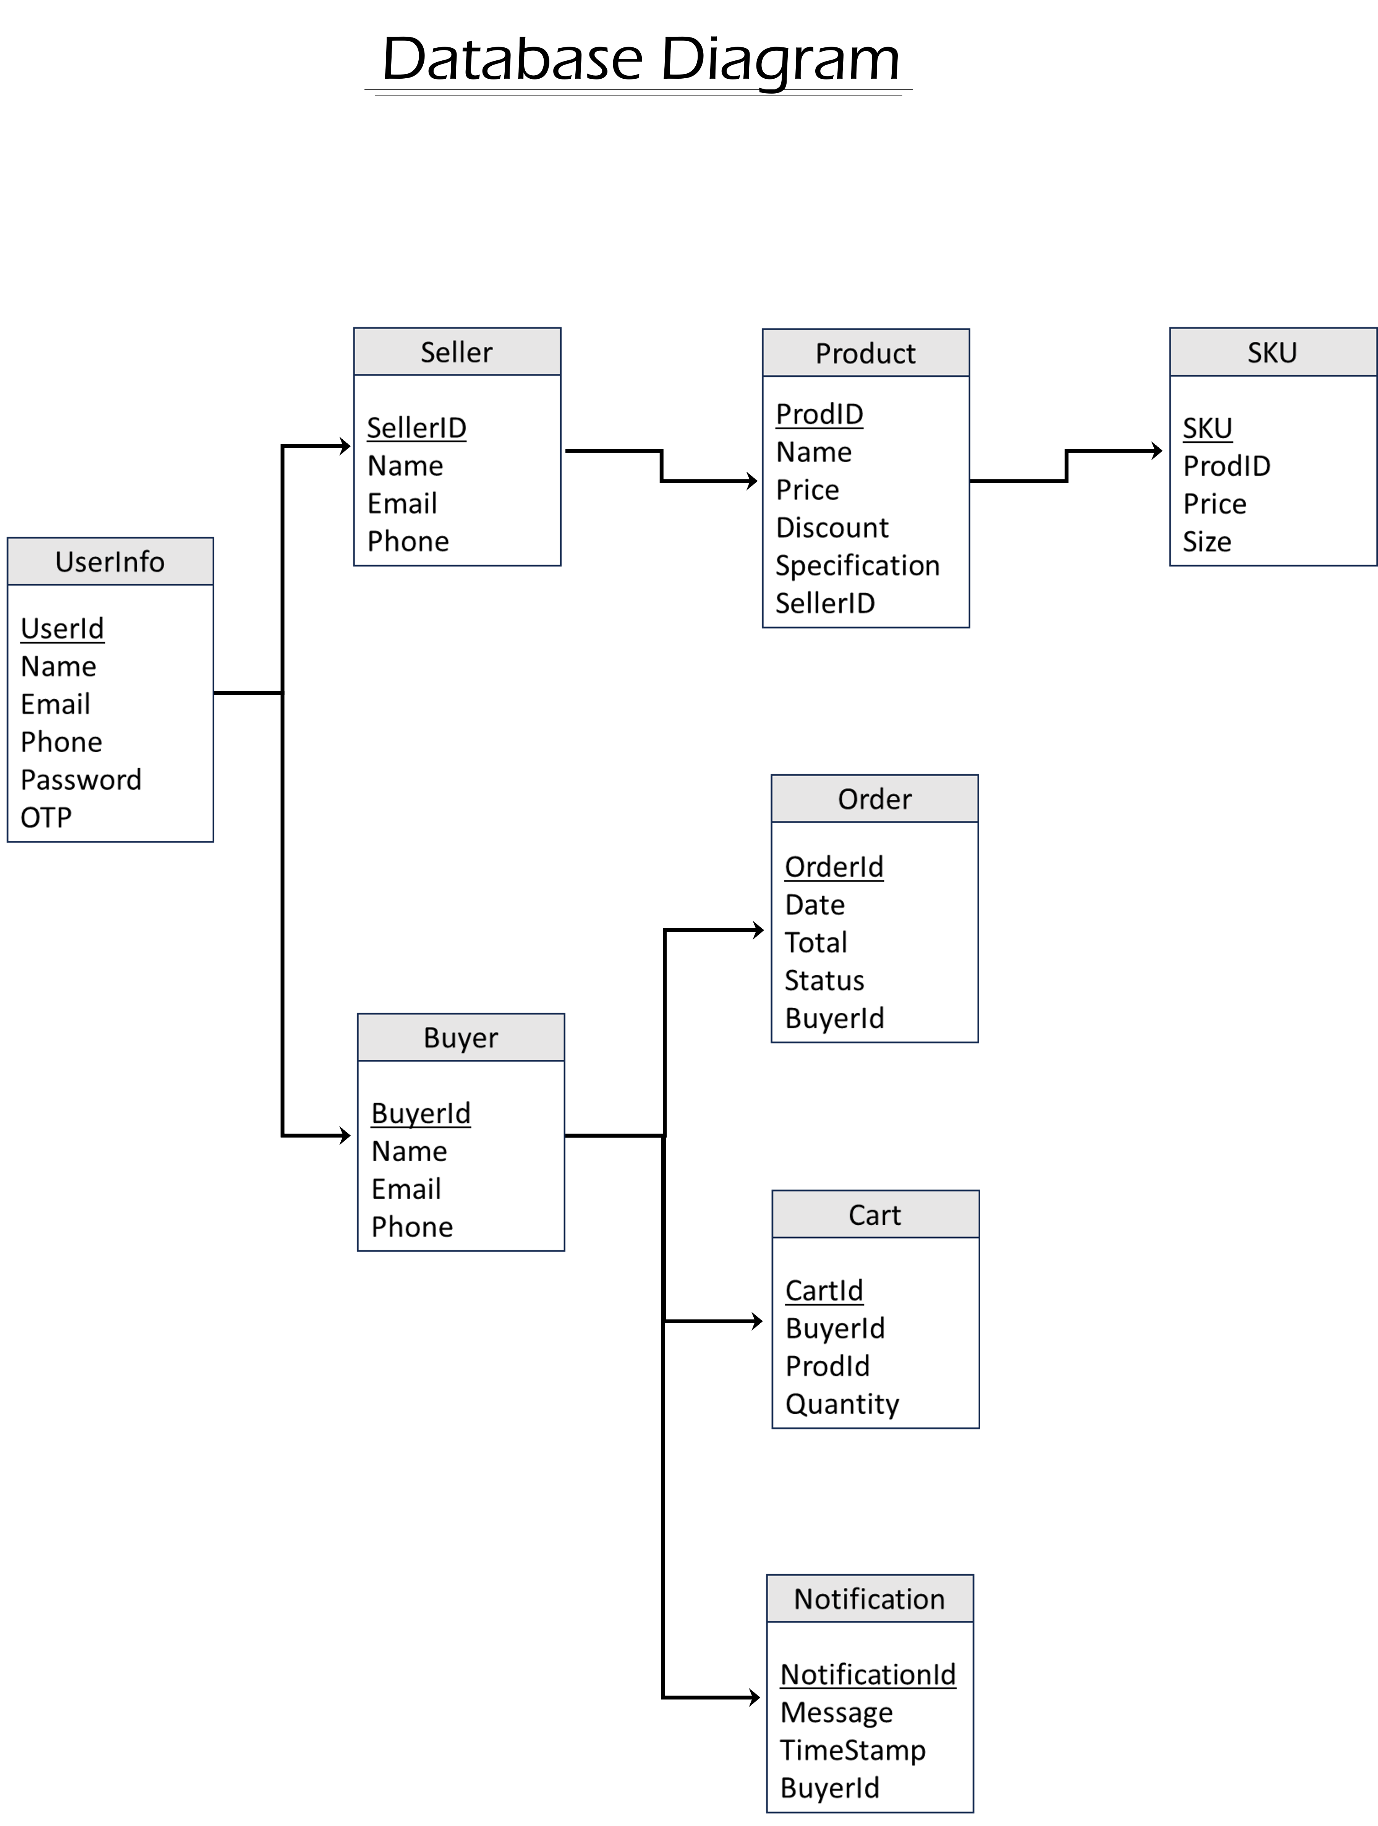 Database Diagram
Seller
SellerID
Name
Email
Phone
Product
ProdID
Name
Price
Discount
Specification
SellerID
SKU
SKU
ProdID
Price
Size
UserInfo
UserId
Name
Email
Phone
Password
OTP
Order
OrderId
Date
Total
Status
BuyerId
Buyer
BuyerId
Name
Email
Phone
Cart
CartId
BuyerId
ProdId
Quantity
Notification
NotificationId
Message
TimeStamp
BuyerId